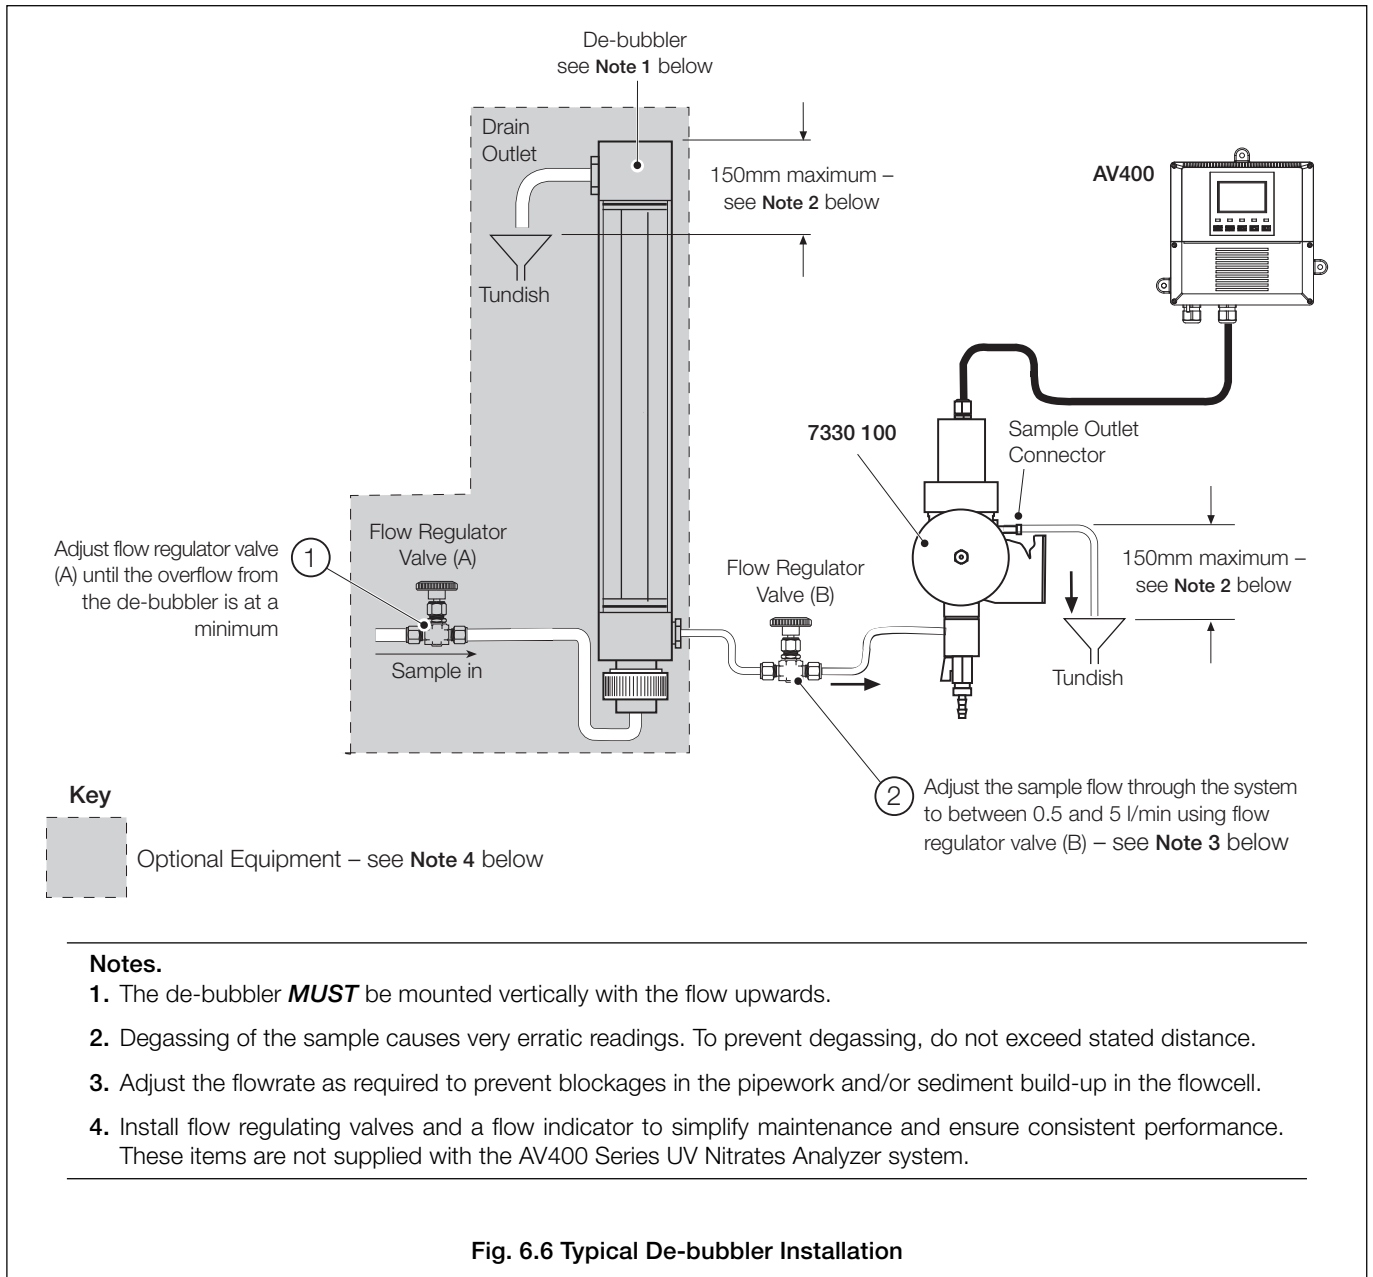 De-bubbler
see Note 1 below
Drain
Outlet
150mm maximum –
see Note 2 below
Tundish
AV400
7330 100
Sample Outlet
Connector
Adjust flow regulator valve
(A) until the overflow from
the de-bubbler is at a
minimum
1
Flow Regulator
Valve (A)
Sample in
Flow Regulator
Valve (B)
150mm maximum –
see Note 2 below
Tundish
2
Adjust the sample flow through the system
to between 0.5 and 5 l/min using flow
regulator valve (B) – see Note 3 below
Key
Optional Equipment – see Note 4 below
Notes.
1. The de-bubbler MUST be mounted vertically with the flow upwards.
2. Degassing of the sample causes very erratic readings. To prevent degassing, do not exceed stated distance.
3. Adjust the flowrate as required to prevent blockages in the pipework and/or sediment build-up in the flowcell.
4. Install flow regulating valves and a flow indicator to simplify maintenance and ensure consistent performance.
These items are not supplied with the AV400 Series UV Nitrates Analyzer system.
Fig. 6.6 Typical De-bubbler Installation